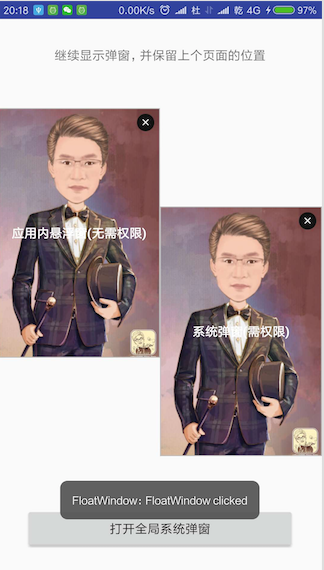 20:18 0.00K/s 杜 乾 4G 97%
继续显示弹窗，并保留上个页面的位置
应用内悬浮窗(无需权限)
系统弹窗(需权限)
FloatWindow: FloatWindow clicked
打开全局系统弹窗